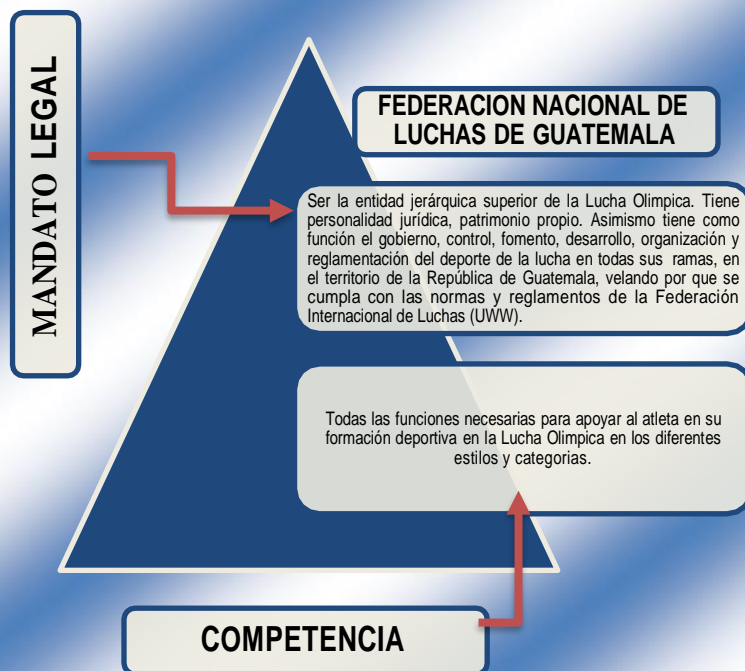 MANDATO LEGAL
FEDERACION NACIONAL DE
LUCHAS DE GUATEMALA
Ser la entidad jerárquica superior de la Lucha Olimpica. Tiene
personalidad jurídica, patrimonio propio. Asimismo tiene como
función el gobierno, control, fomento, desarrollo, organización y
reglamentación del deporte de la lucha en todas sus ramas, en
el territorio de la República de Guatemala, velando por que se
cumpla con las normas y reglamentos de la Federación
Internacional de Luchas (UWW).
Todas las funciones necesarias para apoyar al atleta en su
formación deportiva en la Lucha Olimpica en los diferentes
estilos y categorias.
COMPETENCIA